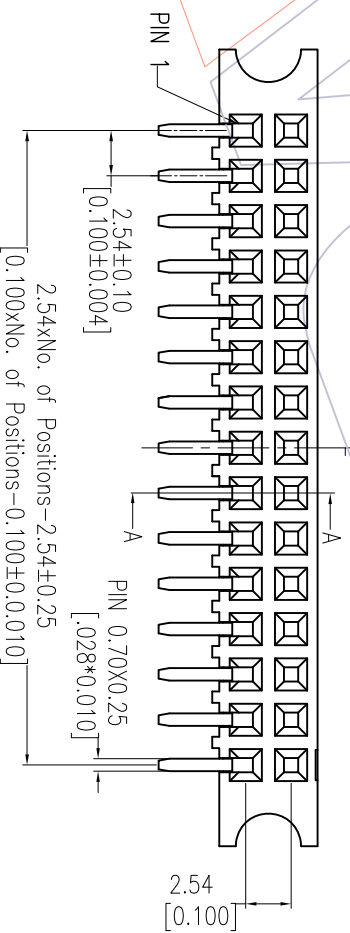 PIN 1
2.54±0.10
[0.100±0.004]
2.54xNo. of Positions-2.54±0.25
[0.100xNo. of Positions-0.100±0.0.010]
A
A
PIN 0.70X0.25
[.028*0.010]
2.54
[0.100]